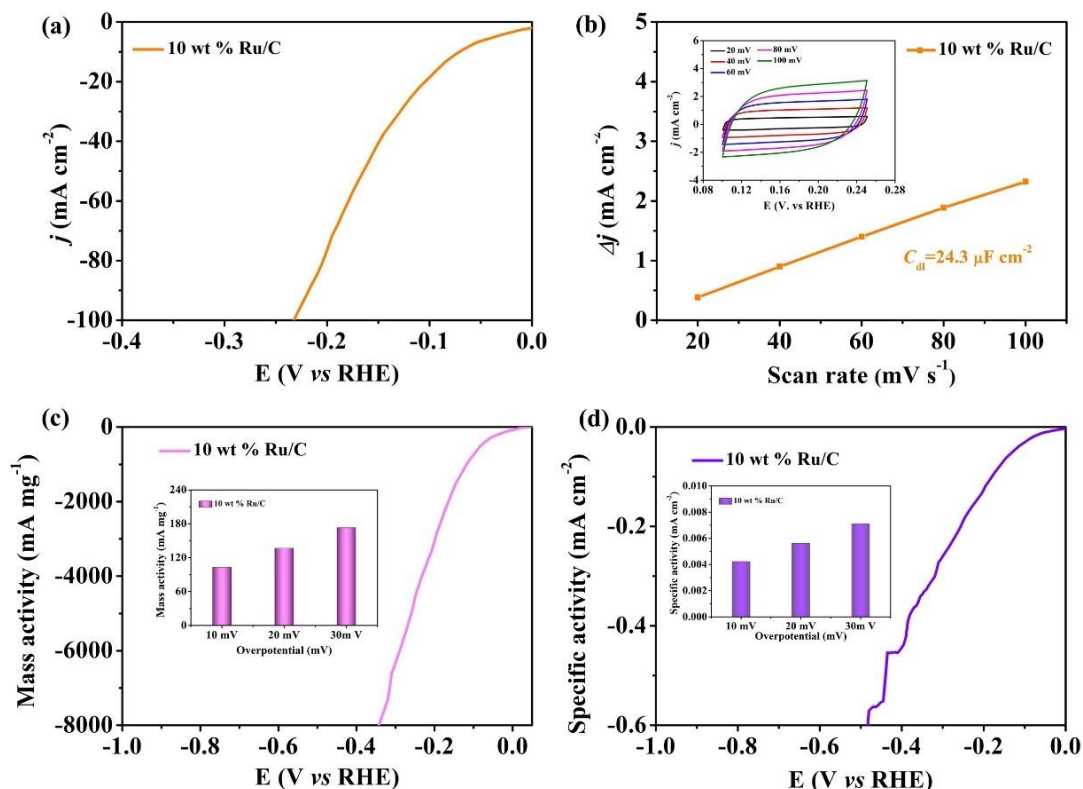 (a)
10 wt % Ru/C
0
-20
-40
-60
-80
-100
j (mA cm⁻²)
-0.4
-0.3
-0.2
-0.1
0.0
E (V vs RHE)
(b)
10 wt % Ru/C
5
4
3
2
1
0
Δj (mA cm⁻²)
20
40
60
80
100
Scan rate (mV s⁻¹)
C_dl=24.3 μF cm⁻²
20 mV
40 mV
60 mV
80 mV
100 mV
6
4
2
0
-2
-4
j (mA cm⁻²)
0.08
0.12
0.16
0.20
0.24
0.28
E (V. vs RHE)
(c)
10 wt % Ru/C
0
-2000
-4000
-6000
-8000
Mass activity (mA mg⁻¹)
-1.0
-0.8
-0.6
-0.4
-0.2
0.0
E (V vs RHE)
10 wt % Ru/C
240
180
120
60
0
Mass activity (mA mg⁻¹)
10 mV
20 mV
30m V
Overpotential (mV)
(d)
10 wt % Ru/C
0.0
-0.2
-0.4
-0.6
Specific activity (mA cm⁻²)
-1.0
-0.8
-0.6
-0.4
-0.2
0.0
E (V vs RHE)
10 wt % Ru/C
0.010
0.008
0.006
0.004
0.002
0.000
Specific activity (mA cm⁻²)
10 mV
20 mV
30 mV
Overpotential (mV)